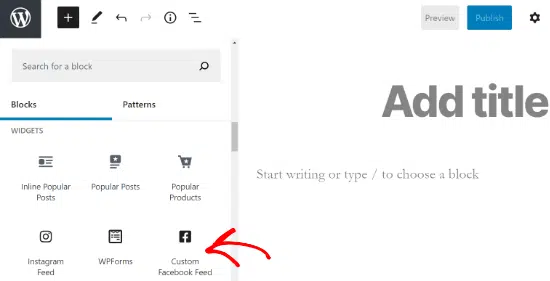 Preview
Publish
Search for a block
Blocks
Patterns
Add title
WIDGETS
Start writing or type / to choose a block
Inline Popular
Posts
Popular Posts
Popular
Products
Instagram
Feed
WPForms
Custom
Facebook Feed